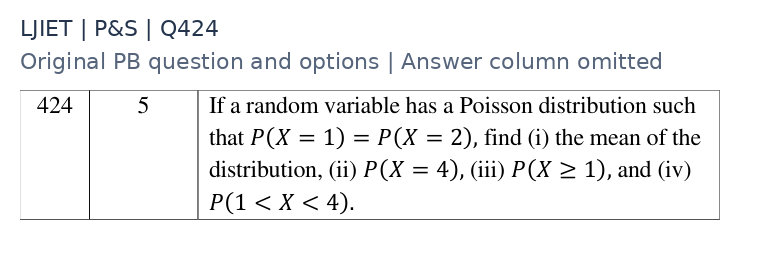 LJIET | P&S | Q424
Original PB question and options | Answer column omitted
424 5 If a random variable has a Poisson distribution such
that P(X = 1) = P(X = 2), find (i) the mean of the
distribution, (ii) P(X = 4), (iii) P(X ≥ 1), and (iv)
P(1 < X < 4).